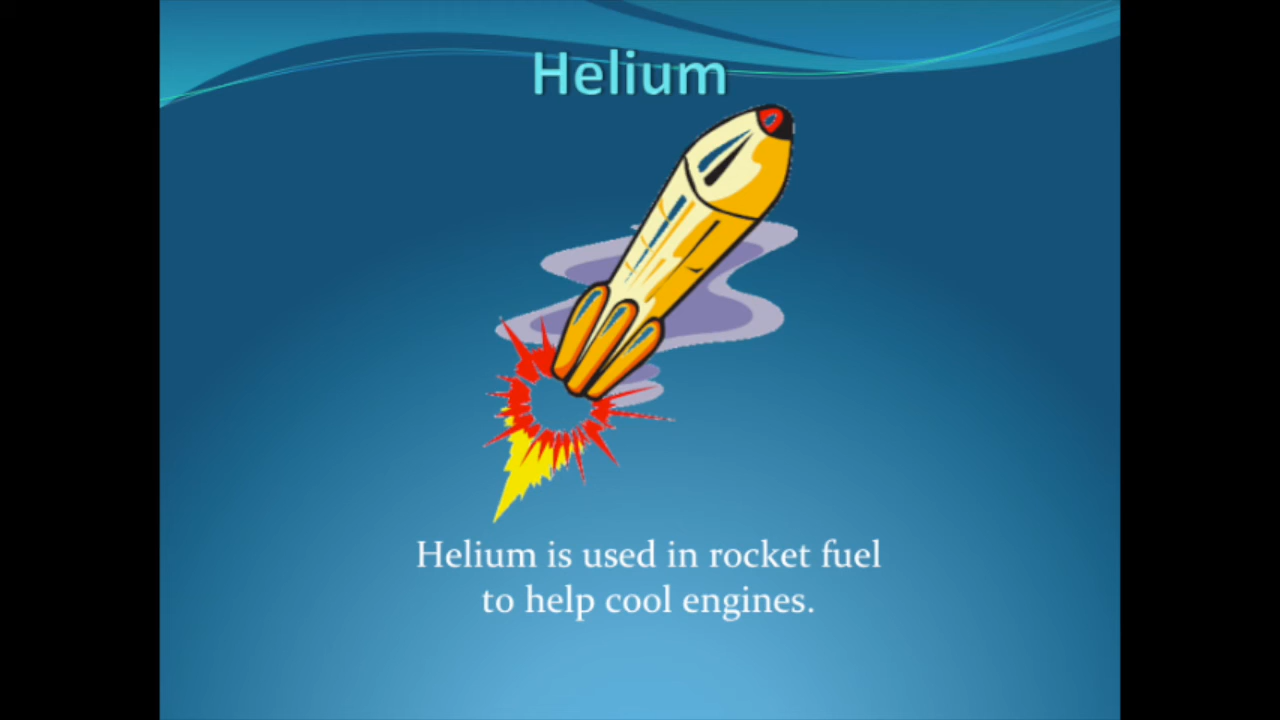 Helium
Helium is used in rocket fuel
to help cool engines.